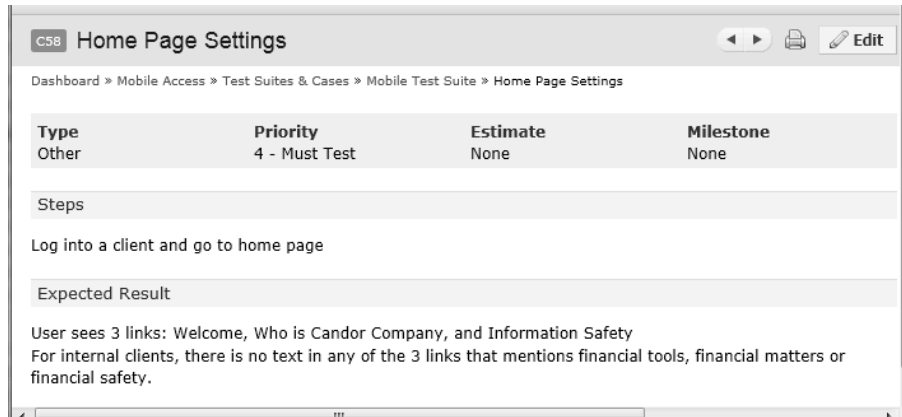 C58 Home Page Settings Edit
Dashboard » Mobile Access » Test Suites & Cases » Mobile Test Suite » Home Page Settings
Type Priority Estimate Milestone
Other 4 - Must Test None None
Steps
Log into a client and go to home page
Expected Result
User sees 3 links: Welcome, Who is Candor Company, and Information Safety
For internal clients, there is no text in any of the 3 links that mentions financial tools, financial matters or
financial safety.